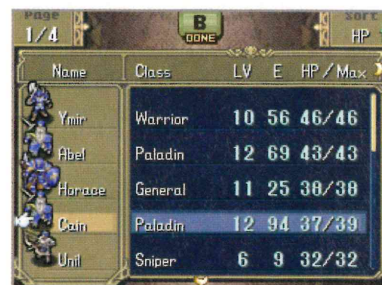 Page
1/4
B
DONE
Sort
HP
Name Class LV E HP/Max
Ymir Warrior 10 56 46/46
Abel Paladin 12 69 43/43
Horace General 11 25 38/38
Cain Paladin 12 94 37/39
Unil Sniper 6 9 32/32